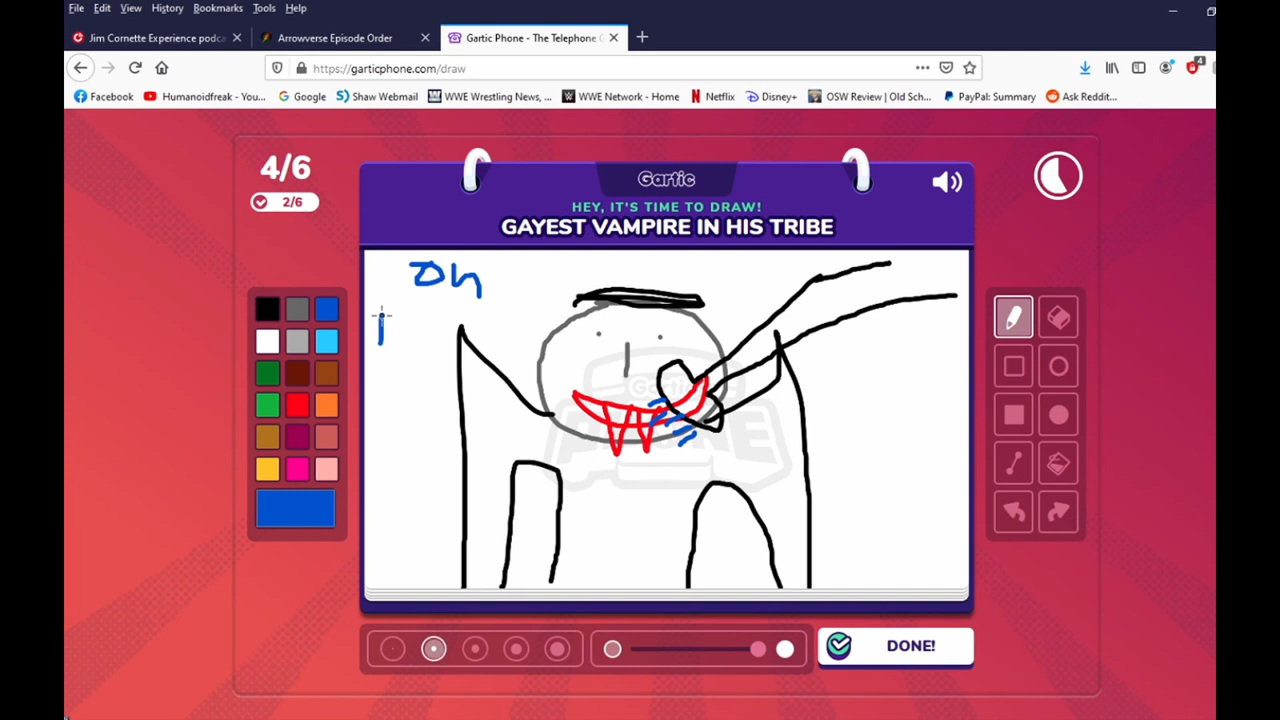 File Edit View History Bookmarks Tools Help
Jim Cornette Experience podca Arrowverse Episode Order Gartic Phone - The Telephone G
https://garticphone.com/draw
4
Facebook Humanoidfreak - You... Google Shaw Webmail WWE Wrestling News, ... WWE Network - Home Netflix Disney+ OSW Review | Old Sch... PayPal: Summary Ask Reddit...
4/6
2/6
Gartic
HEY, IT'S TIME TO DRAW!
GAYEST VAMPIRE IN HIS TRIBE
Oh
Gartic
PHONE
DONE!